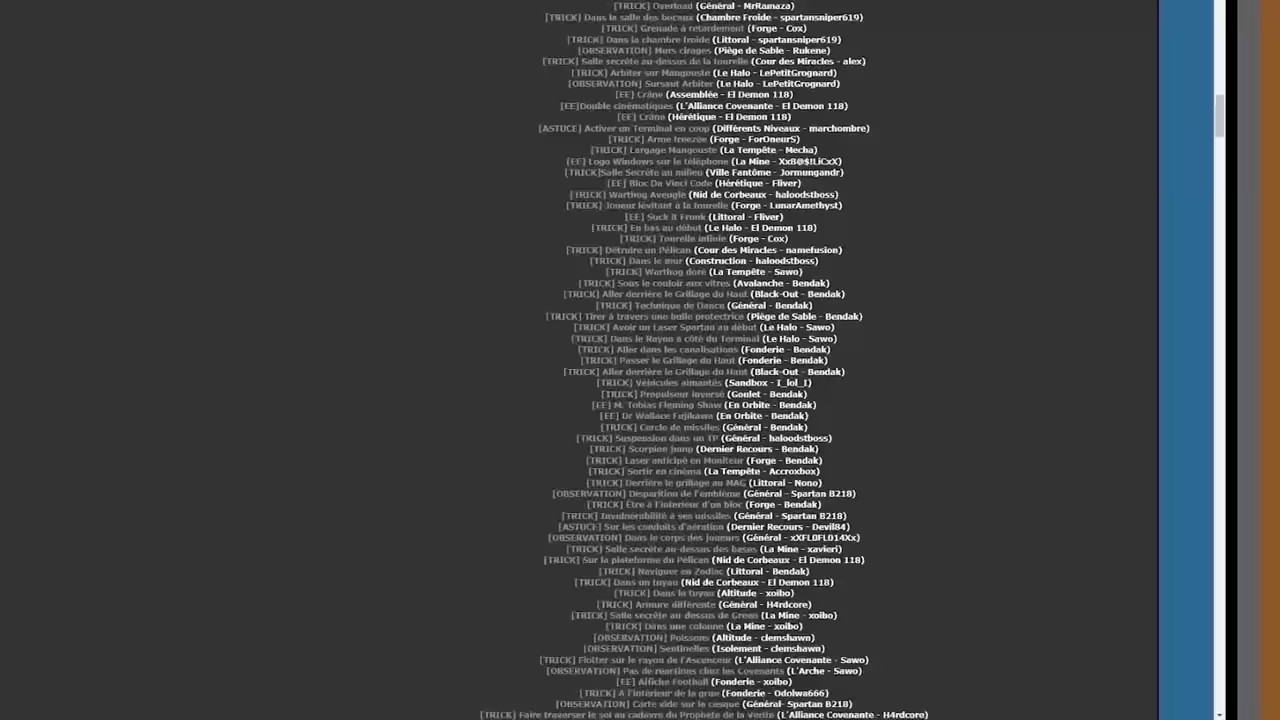 [TRICK] Overload (Général - MrRamaza)
[TRICK] Dans la salle des bocaux (Chambre Froide - spartansniper619)
[TRICK] Grenade à retardement (Forge - Cox)
[TRICK] Dans la chambre froide (Littoral - spartansniper619)
[OBSERVATION] Murs cirages (Piège de Sable - Rukene)
[TRICK] Salle secrète au-dessus de la tourelle (Cour des Miracles - alex)
[TRICK] Arbiter sur Mangouste (Le Halo - LePetitGrognard)
[OBSERVATION] Sursaut Arbiter (Le Halo - LePetitGrognard)
[EE] Crâne (Assemblée - El Demon 118)
[EE]Double cinématiques (L'Alliance Covenante - El Demon 118)
[EE] Crâne (Hérétique - El Demon 118)
[ASTUCE] Activer un Terminal en coop (Différents Niveaux - marchombre)
[TRICK] Arme freezée (Forge - ForOneurS)
[TRICK] Largage Mangouste (La Tempête - Mecha)
[EE] Logo Windows sur le téléphone (La Mine - XxB@$!LiCxX)
[TRICK]Salle Secrète au milieu (Ville Fantôme - Jormungandr)
[EE] Bloc Da Vinci Code (Hérétique - Fliver)
[TRICK] Warthog Aveugle (Nid de Corbeaux - haloodstboss)
[TRICK] Joueur lévitant à la tourelle (Forge - LunarAmethyst)
[EE] Suck it Fronk (Littoral - Fliver)
[TRICK] En bas au début (Le Halo - El Demon 118)
[TRICK] Tourelle infinie (Forge - Cox)
[TRICK] Détruire un Pélican (Cour des Miracles - namefusion)
[TRICK] Dans le mur (Construction - haloodstboss)
[TRICK] Warthog doré (La Tempête - Sawo)
[TRICK] Sous le couloir aux vitres (Avalanche - Bendak)
[TRICK] Aller derrière le Grillage du Haut (Black-Out - Bendak)
[TRICK] Technique de Dance (Général - Bendak)
[TRICK] Tirer à travers une bulle protectrice (Piège de Sable - Bendak)
[TRICK] Avoir un Laser Spartan au début (Le Halo - Sawo)
[TRICK] Dans le Rayon à côté du Terminal (Le Halo - Sawo)
[TRICK] Aller dans les canalisations (Fonderie - Bendak)
[TRICK] Passer le Grillage du Haut (Fonderie - Bendak)
[TRICK] Aller derrière le Grillage du Haut (Black-Out - Bendak)
[TRICK] Véhicules aimantés (Sandbox - I_lol_I)
[TRICK] Propulseur inversé (Goulet - Bendak)
[EE] M. Tobias Fleming Shaw (En Orbite - Bendak)
[EE] Dr Wallace Fujikawa (En Orbite - Bendak)
[TRICK] Cercle de missiles (Général - Bendak)
[TRICK] Suspension dans un TP (Général - haloodstboss)
[TRICK] Scorpion jump (Dernier Recours - Bendak)
[TRICK] Laser anticipé en Moniteur (Forge - Bendak)
[TRICK] Sortir en cinéma (La Tempête - Accroxbox)
[TRICK] Derrière le grillage au MAG (Littoral - Nono)
[OBSERVATION] Disparition de l'emblème (Général - Spartan B218)
[TRICK] Être à l'interieur d'un bloc (Forge - Bendak)
[TRICK] Invulnérabilité à ses missiles (Général - Spartan B218)
[ASTUCE] Sur les conduits d'aération (Dernier Recours - Devil84)
[OBSERVATION] Dans le corps des joueurs (Général - xXFL0FL014Xx)
[TRICK] Salle secrète au-dessus des bases (La Mine - xavieri)
[TRICK] Sur la plateforme du Pélican (Nid de Corbeaux - El Demon 118)
[TRICK] Naviguer en Zodiac (Littoral - Bendak)
[TRICK] Dans un tuyau (Nid de Corbeaux - El Demon 118)
[TRICK] Dans le tuyau (Altitude - xoibo)
[TRICK] Armure différente (Général - H4rdcore)
[TRICK] Salle secrète au dessus de Green (La Mine - xoibo)
[TRICK] Dans une colonne (La Mine - xoibo)
[OBSERVATION] Poissons (Altitude - clemshawn)
[OBSERVATION] Sentinelles (Isolement - clemshawn)
[TRICK] Flotter sur le rayon de l'Ascenceur (L'Alliance Covenante - Sawo)
[OBSERVATION] Pas de reactions chez les Covenants (L'Arche - Sawo)
[EE] Affiche Football (Fonderie - xoibo)
[TRICK] A l'intérieur de la grue (Fonderie - Odolwa666)
[OBSERVATION] Carte vide sur le casque (Général- Spartan B218)
[TRICK] Faire traverser le sol au cadavre du Prophète de la Vérité (L'Alliance Covenante - H4rdcore)